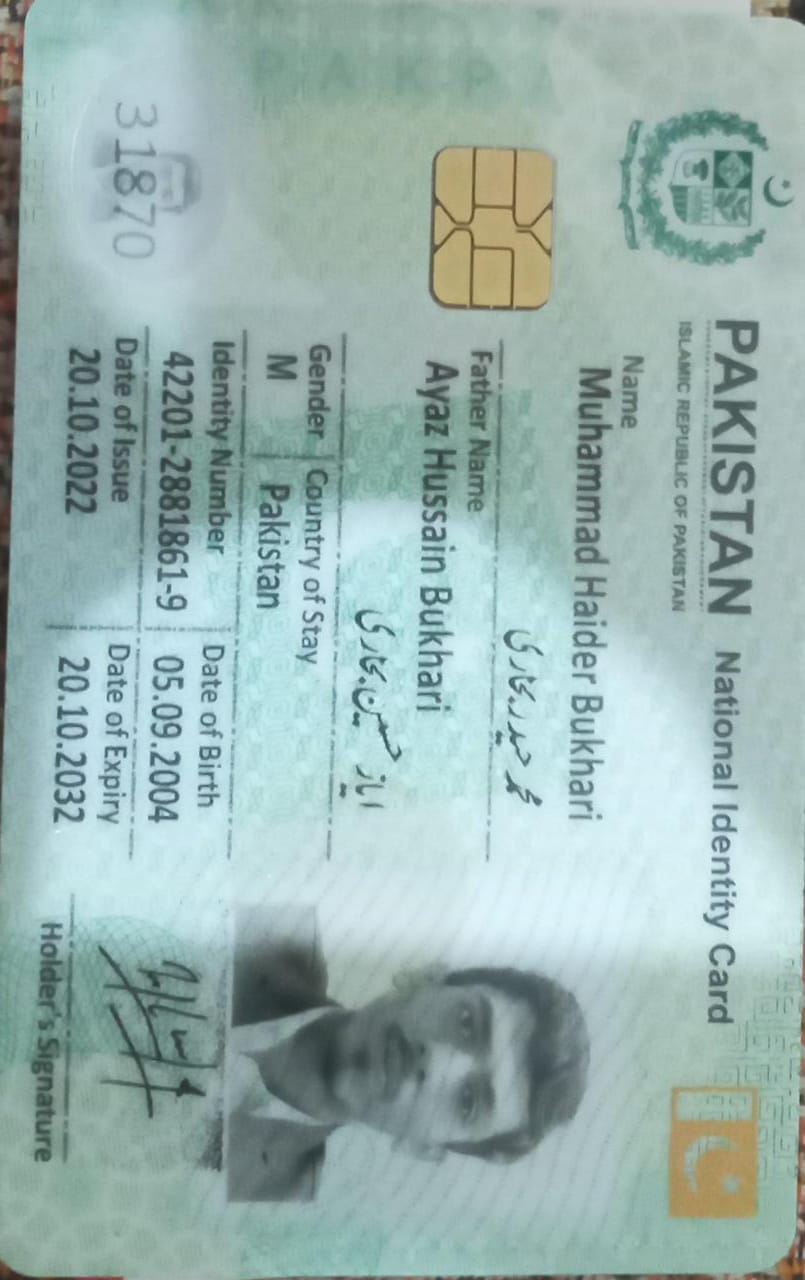 PAKISTAN National Identity Card
ISLAMIC REPUBLIC OF PAKISTAN
Name
Muhammad Haider Bukhari
محمد حیدر بخاری
Father Name
Ayaz Hussain Bukhari
ایاز حسین بخاری
Gender Country of Stay
M Pakistan
Identity Number Date of Birth
42201-2881861-9 05.09.2004
Date of Issue Date of Expiry
20.10.2022 20.10.2032
31870
Holder's Signature